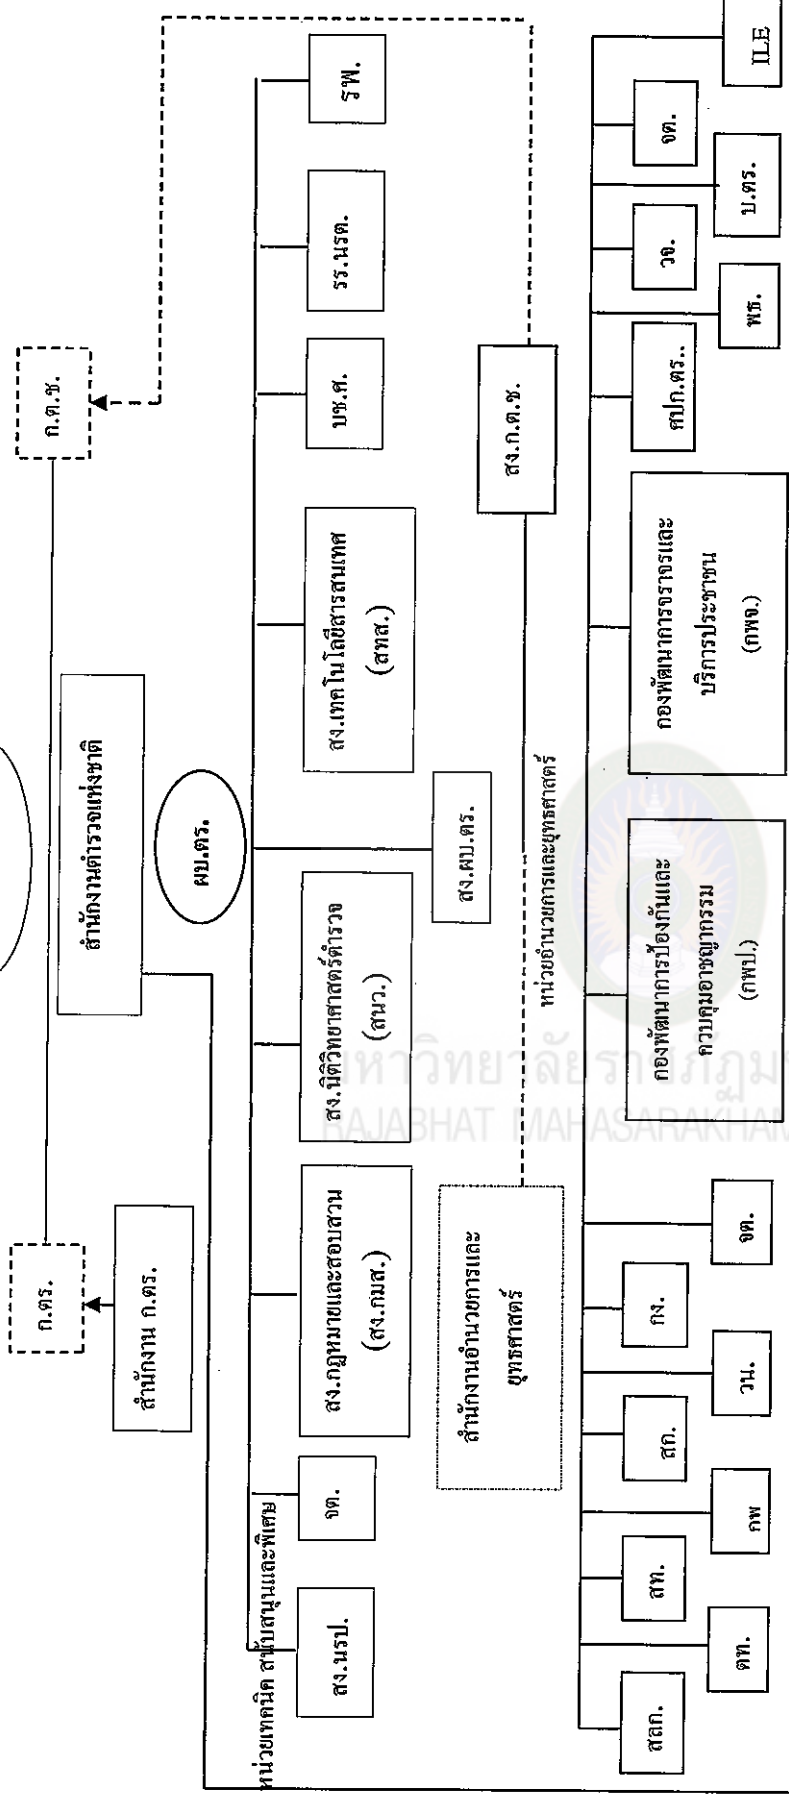 ก.ตร.
ก.ต.ช.
สำนักงาน ก.ตร.
สำนักงานตำรวจแห่งชาติ
ผบ.ตร.
หน่วยเทคนิค สนับสนุนและพิเศษ
สง.นรป.
จต.
สง.กฎหมายและสอบสวน
(สง.กมส.)
สง.นิติวิทยาศาสตร์ตำรวจ
(สนว.)
สง.เทคโนโลยีสารสนเทศ
(สทส.)
บช.ศ.
รร.นรต.
รพ.
สง.ผบ.ตร.
สำนักงานอำนวยการและ
ยุทธศาสตร์
สง.ก.ต.ช.
หน่วยอำนวยการและยุทธศาสตร์
สลก.
ตท.
สท.
กพ
สก.
วน.
กง.
จต.
กองพัฒนาการป้องกันและ
ควบคุมอาชญากรรม
(กพป.)
กองพัฒนาการจราจรและ
บริการประชาชน
(กพจ.)
ศปก.ตร..
พธ.
วจ.
บ.ตร.
จต.
ILE
มหาวิทยาลัยราชภัฏม
RAJABHAT MAHASARAKHAM